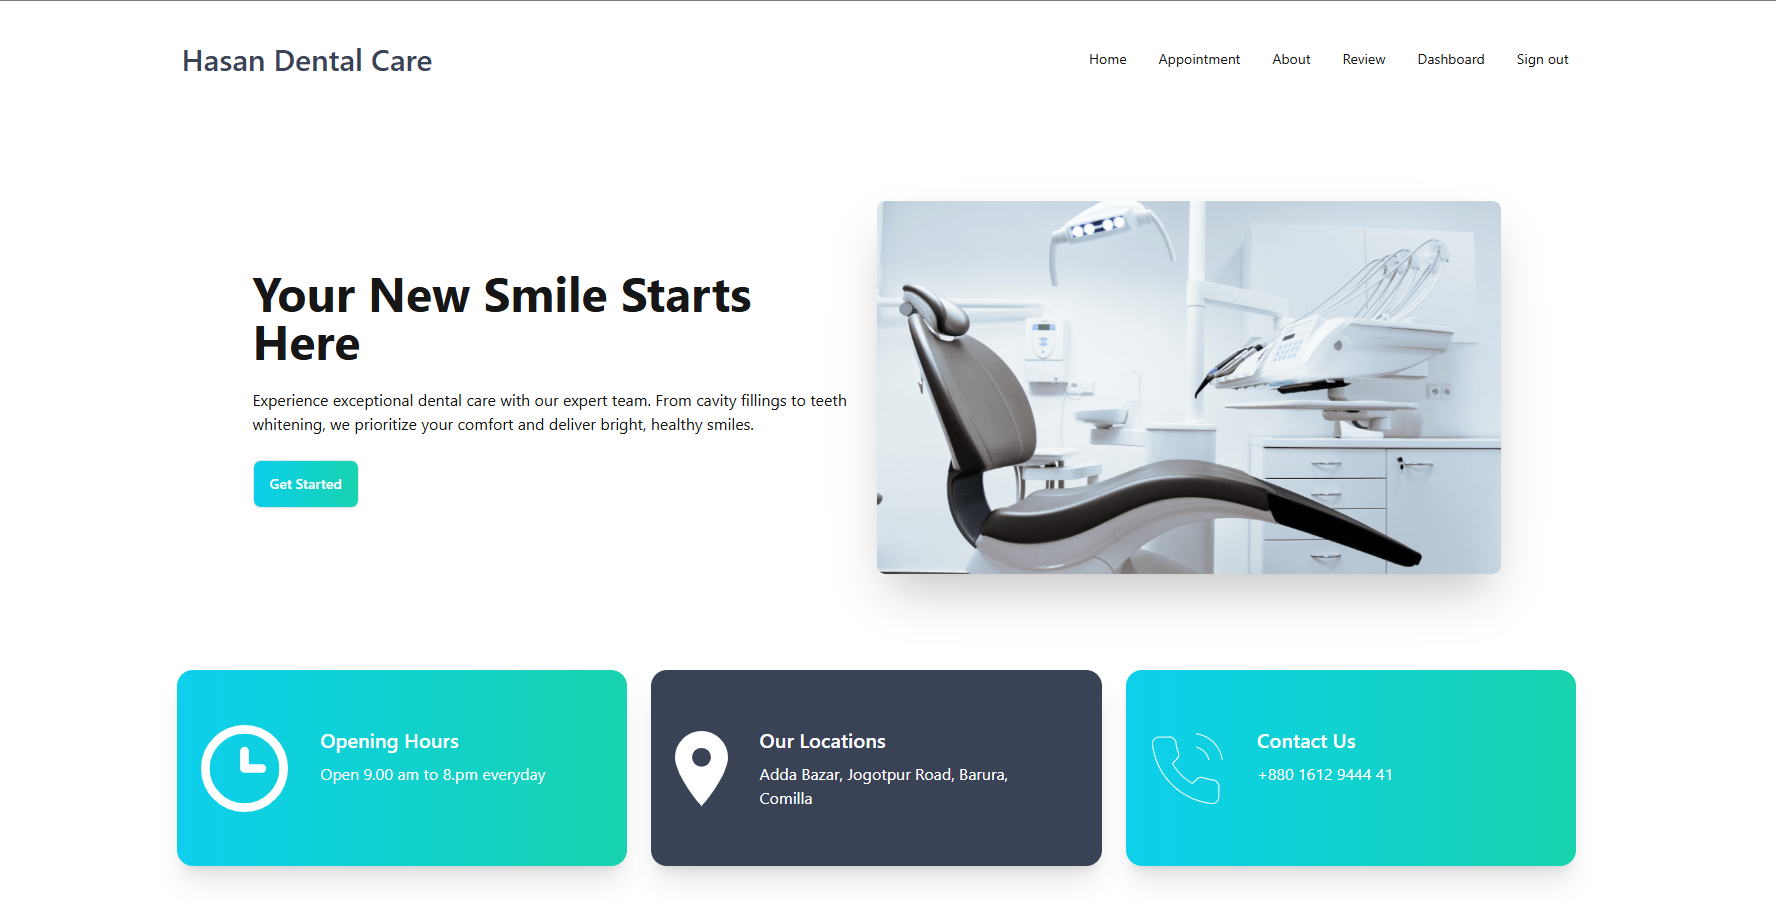 Hasan Dental Care
Home Appointment About Review Dashboard Sign out
Your New Smile Starts
Here
Experience exceptional dental care with our expert team. From cavity fillings to teeth
whitening, we prioritize your comfort and deliver bright, healthy smiles.
Get Started
Opening Hours
Open 9.00 am to 8.pm everyday
Our Locations
Adda Bazar, Jogotpur Road, Barura,
Comilla
Contact Us
+880 1612 9444 41